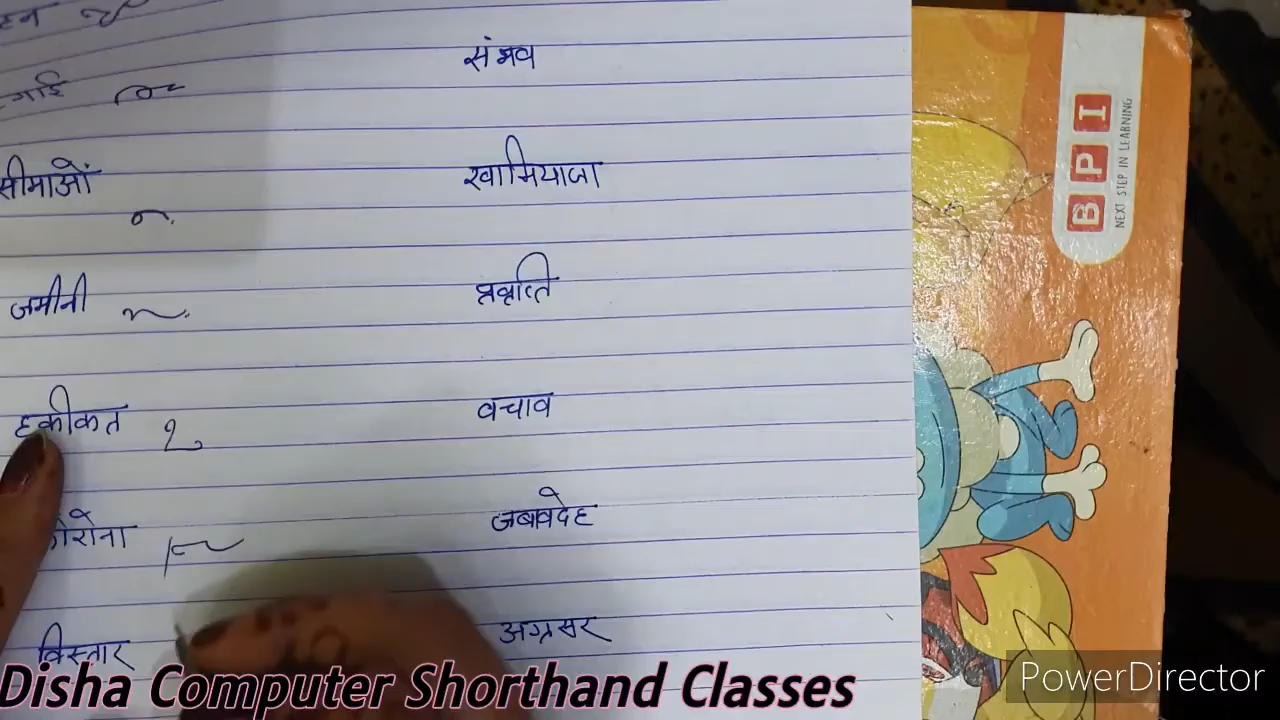 संभव
सीमाओं
खामियाजा
जमीनी
हकीकत
बचाव
जबावदेह
विस्तार
अग्रसर
Disha Computer Shorthand Classes
BPI
NEXT STEP IN LEARNING
PowerDirector